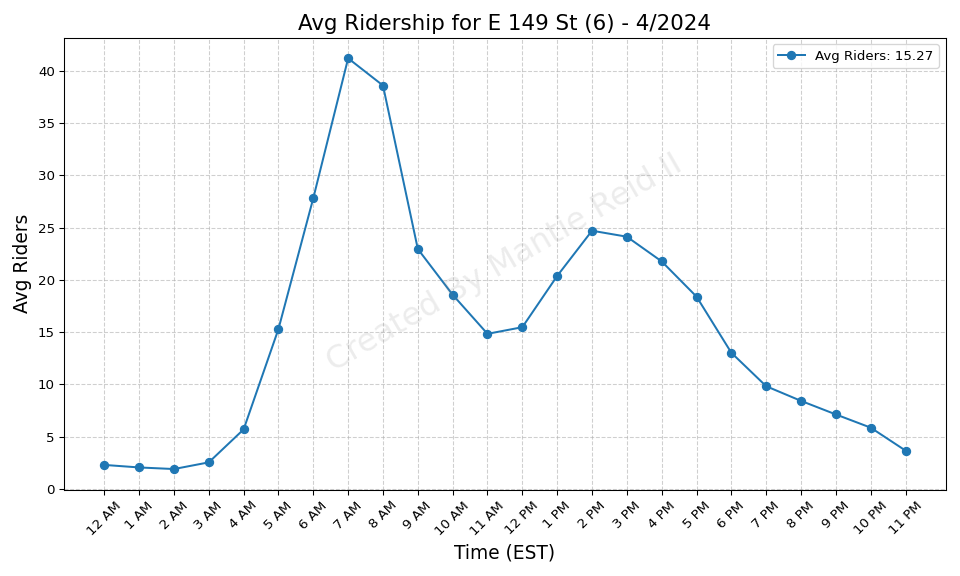 Avg Ridership for E 149 St (6) - 4/2024
Avg Riders: 15.27
Avg Riders
40
35
30
25
20
15
10
5
0
Created By Mantie Reid II
12 AM
1 AM
2 AM
3 AM
4 AM
5 AM
6 AM
7 AM
8 AM
9 AM
10 AM
11 AM
12 PM
1 PM
2 PM
3 PM
4 PM
5 PM
6 PM
7 PM
8 PM
9 PM
10 PM
11 PM
Time (EST)